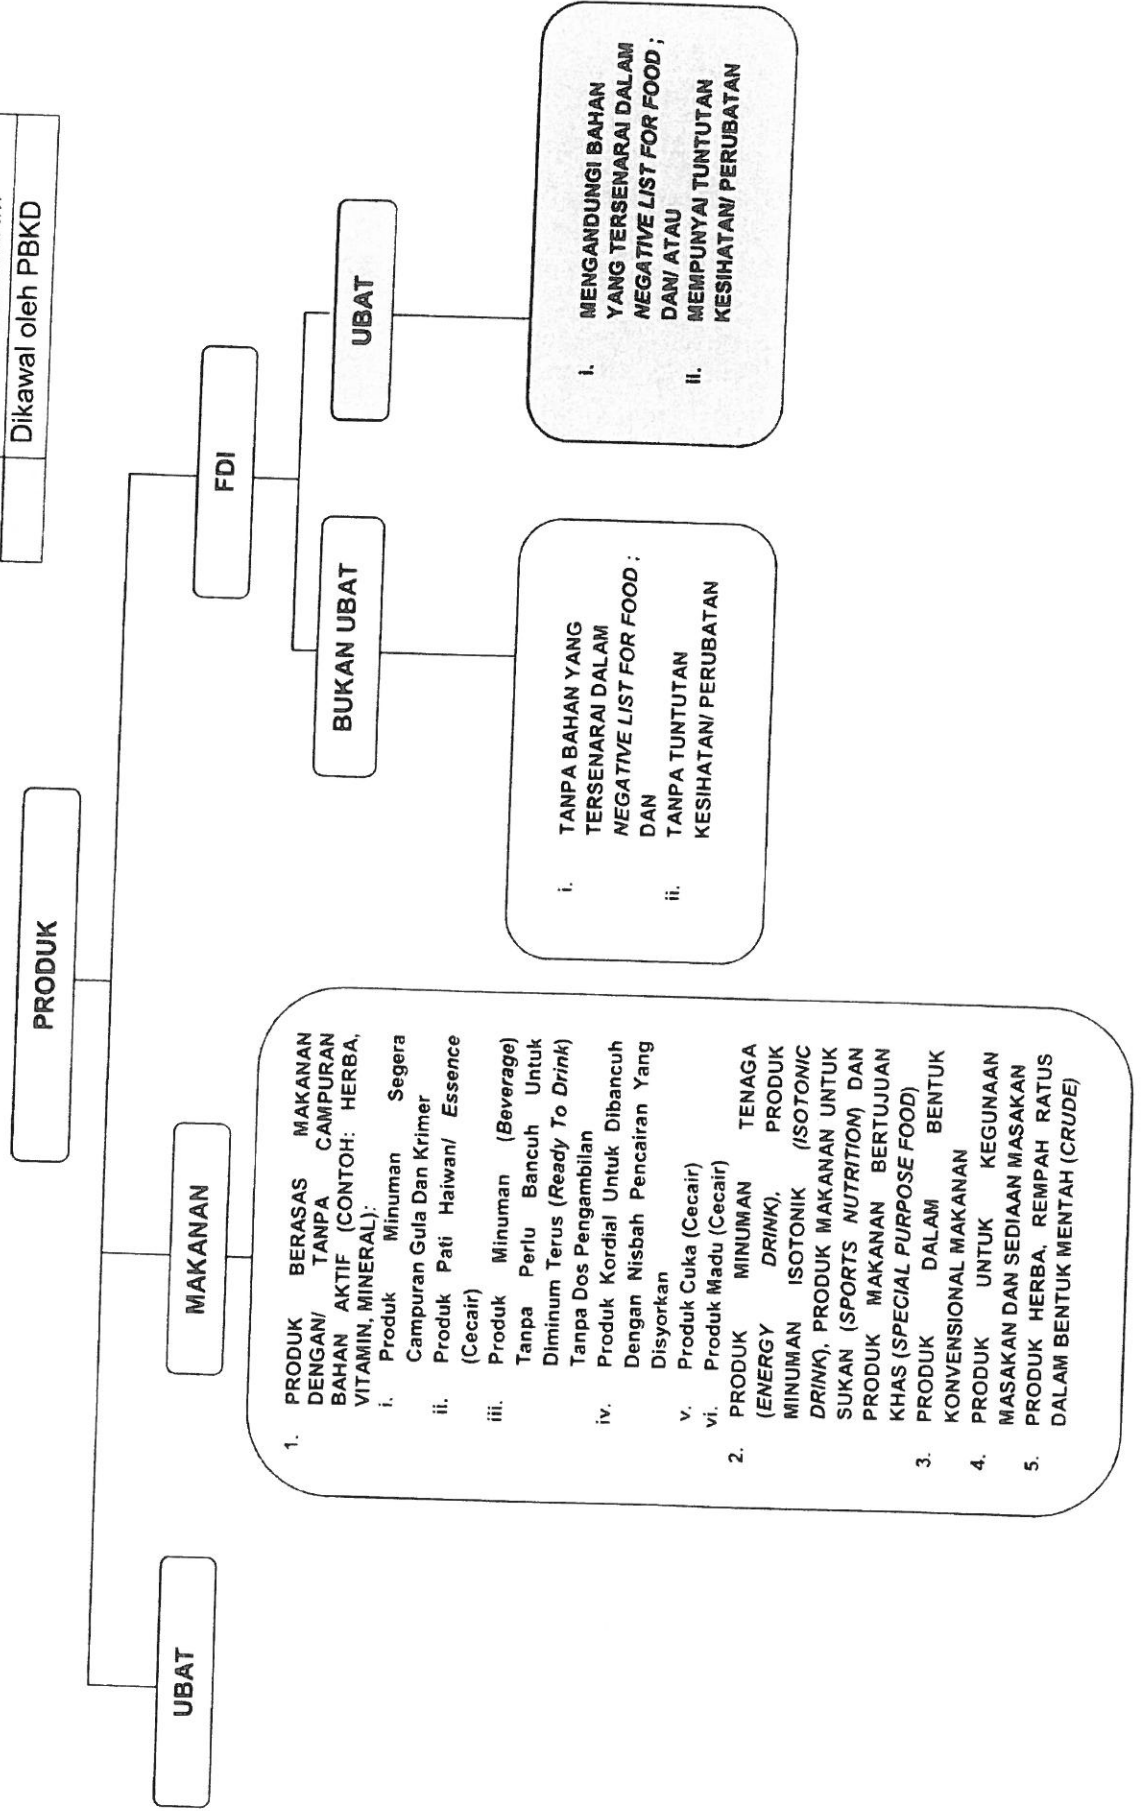 Dikawal oleh PBKD
PRODUK
UBAT
MAKANAN
FDI
BUKAN UBAT
UBAT
1. PRODUK BERASAS MAKANAN
DENGAN/ TANPA CAMPURAN
BAHAN AKTIF (CONTOH: HERBA,
VITAMIN, MINERAL):
i. Produk Minuman Segera
Campuran Gula Dan Krimer
ii. Produk Pati Haiwan/ Essence
(Cecair)
iii. Produk Minuman (Beverage)
Tanpa Perlu Bancuh Untuk
Diminum Terus (Ready To Drink)
Tanpa Dos Pengambilan
iv. Produk Kordial Untuk Dibancuh
Dengan Nisbah Pencairan Yang
Disyorkan
v. Produk Cuka (Cecair)
vi. Produk Madu (Cecair)
2. PRODUK MINUMAN TENAGA
(ENERGY DRINK), PRODUK
MINUMAN ISOTONIK (ISOTONIC
DRINK), PRODUK MAKANAN UNTUK
SUKAN (SPORTS NUTRITION) DAN
PRODUK MAKANAN BERTUJUAN
KHAS (SPECIAL PURPOSE FOOD)
3. PRODUK DALAM BENTUK
KONVENSIONAL MAKANAN
4. PRODUK UNTUK KEGUNAAN
MASAKAN DAN SEDIAAN MASAKAN
5. PRODUK HERBA, REMPAH RATUS
DALAM BENTUK MENTAH (CRUDE)
i. TANPA BAHAN YANG
TERSENARAI DALAM
NEGATIVE LIST FOR FOOD ;
DAN
ii. TANPA TUNTUTAN
KESIHATAN/ PERUBATAN
i. MENGANDUNGI BAHAN
YANG TERSENARAI DALAM
NEGATIVE LIST FOR FOOD ;
DAN/ ATAU
ii. MEMPUNYAI TUNTUTAN
KESIHATAN/ PERUBATAN